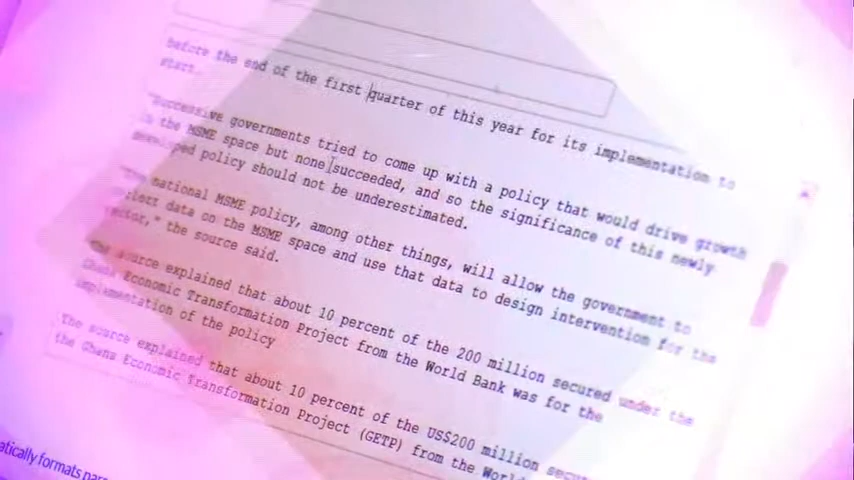 before the end of the first quarter of this year for its implementation to
start.
"Successive governments tried to come up with a policy that would drive growth
in the MSME space but none succeeded, and so the significance of this newly
developed policy should not be underestimated.
"The national MSME policy, among other things, will allow the government to
collect data on the MSME space and use that data to design intervention for the
sector," the source said.
The source explained that about 10 percent of the 200 million secured under the
Ghana Economic Transformation Project from the World Bank was for the
implementation of the policy
The source explained that about 10 percent of the US$200 million secu
the Ghana Economic Transformation Project (GETP) from the Worl
atically formats par